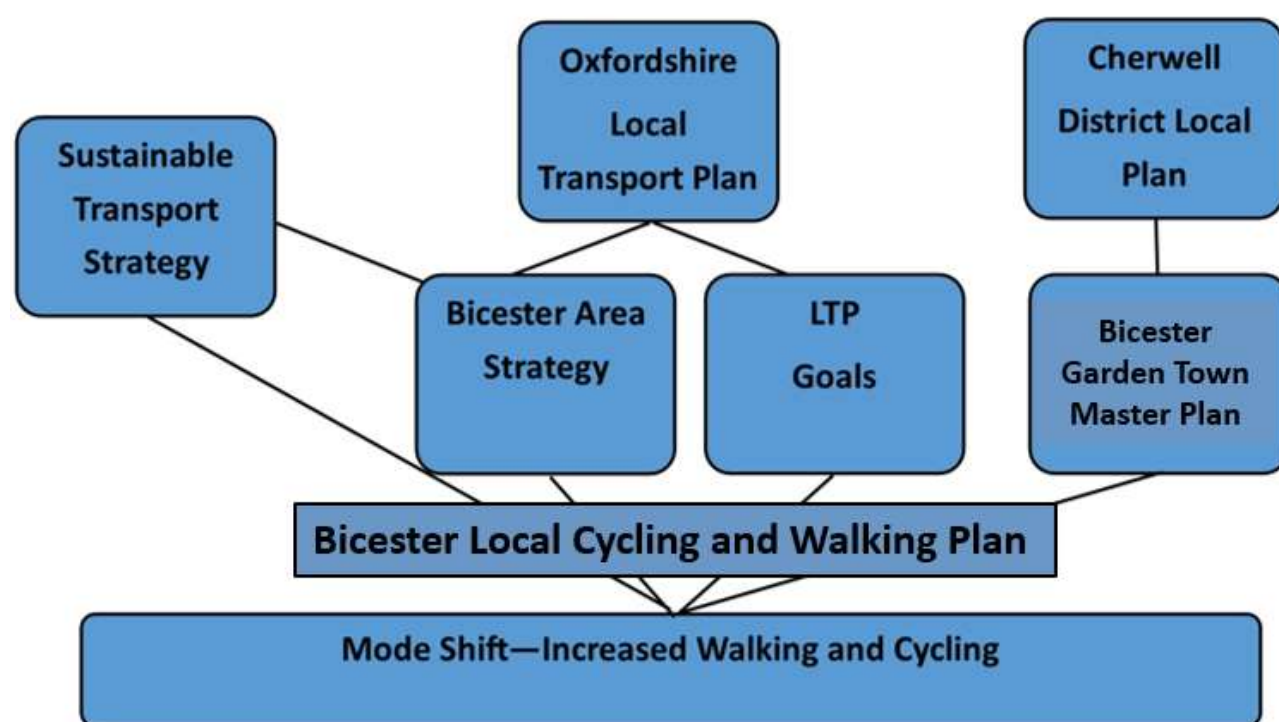 Oxfordshire
Local
Transport Plan
Cherwell
District Local
Plan
Sustainable
Transport
Strategy
Bicester Area
Strategy
LTP
Goals
Bicester
Garden Town
Master Plan
Bicester Local Cycling and Walking Plan
Mode Shift—Increased Walking and Cycling